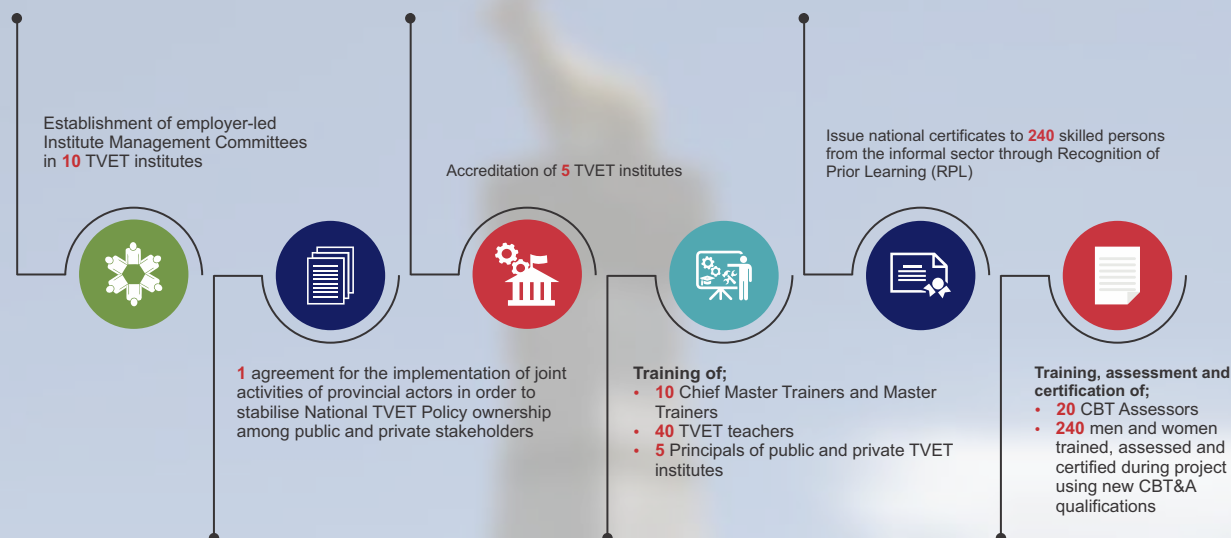 Establishment of employer-led
Institute Management Committees
in 10 TVET institutes
1 agreement for the implementation of joint
activities of provincial actors in order to
stabilise National TVET Policy ownership
among public and private stakeholders
Accreditation of 5 TVET institutes
Training of;
• 10 Chief Master Trainers and Master
Trainers
• 40 TVET teachers
• 5 Principals of public and private TVET
institutes
Issue national certificates to 240 skilled persons
from the informal sector through Recognition of
Prior Learning (RPL)
Training, assessment and
certification of;
• 20 CBT Assessors
• 240 men and women
trained, assessed and
certified during project
using new CBT&A
qualifications